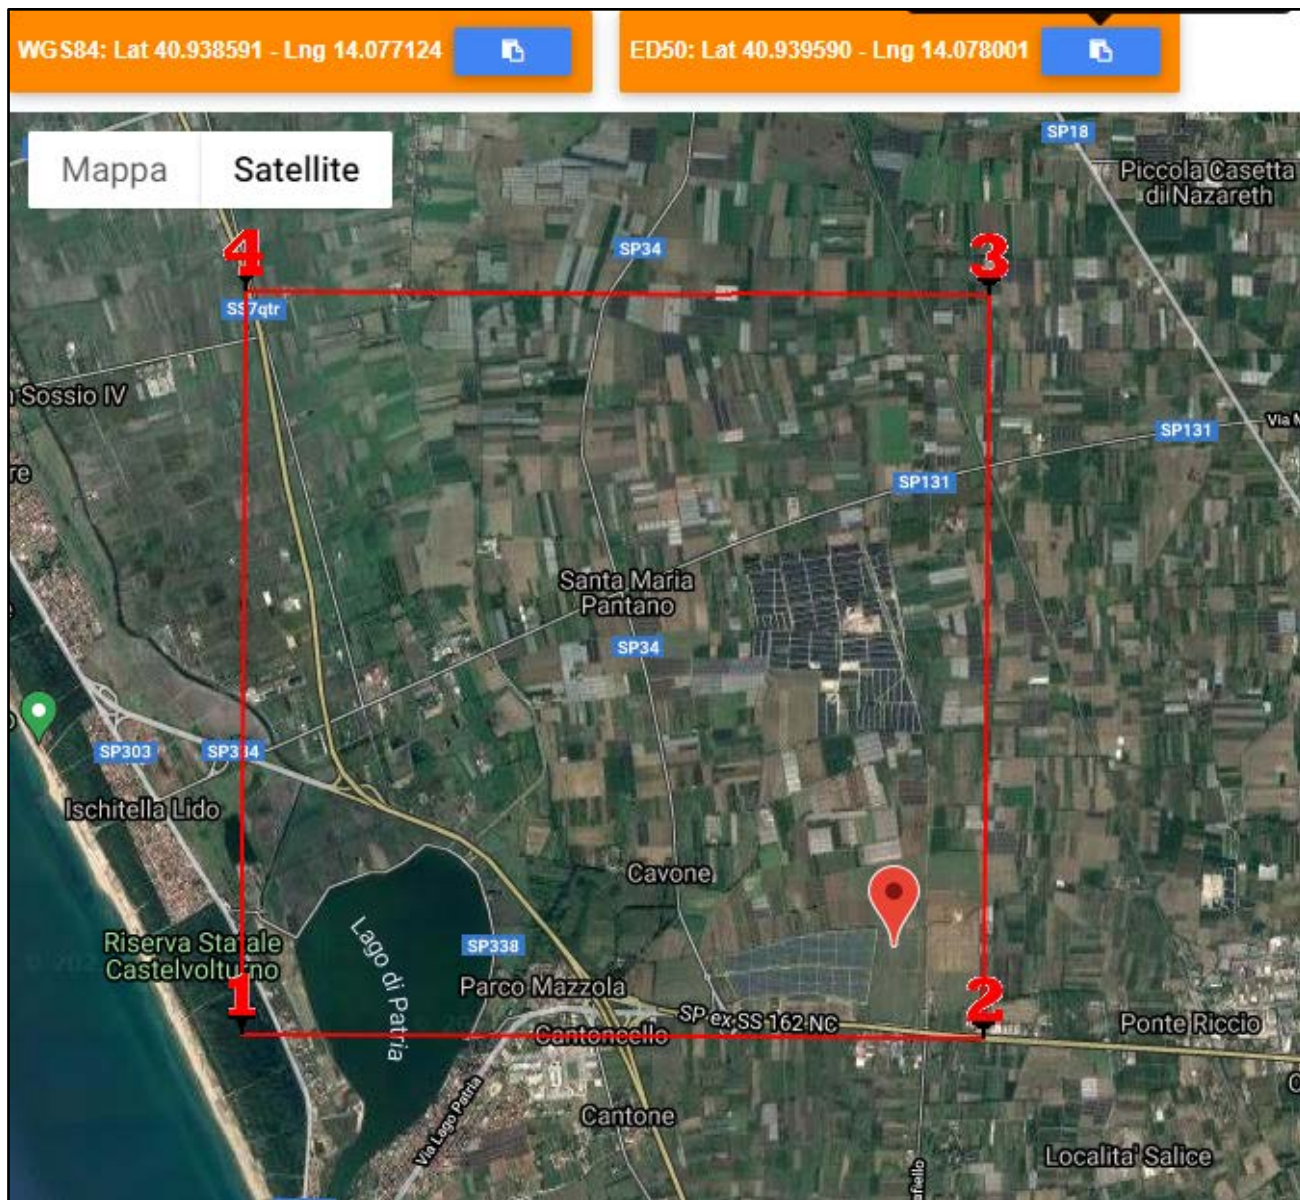 WGS84: Lat 40.938591 - Lng 14.077124
ED50: Lat 40.939590 - Lng 14.078001
Mappa
Satellite
SP18
Piccola Casetta
di Nazareth
4
3
SP34
SS7qtr
Sossio IV
SP131
Via M
SP131
re
Santa Maria
Pantano
SP34
SP303
SP334
Ischitella Lido
Cavone
Lago di Patria
Riserva Statale
Castelvolturno
SP338
1
Parco Mazzola
2
SP ex SS 162 NC
Ponte Riccio
Cantoncello
Via Lago Patria
Cantone
Localita' Salice